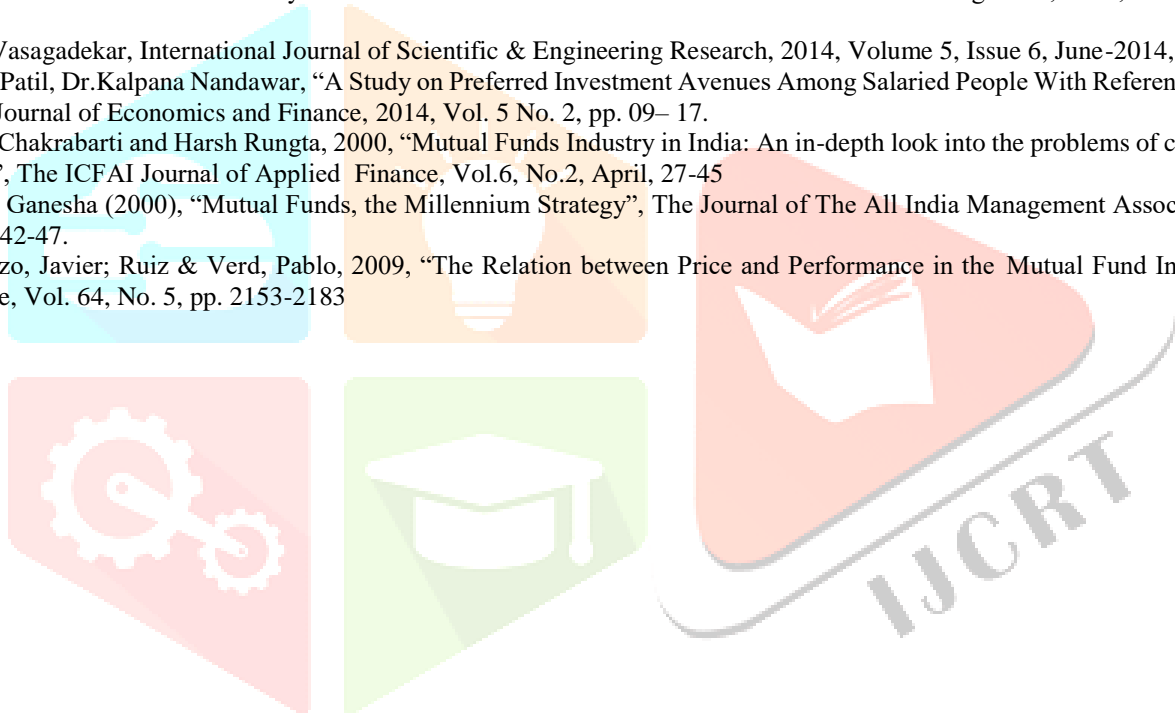 Vasagadekar, International Journal of Scientific & Engineering Research, 2014, Volume 5, Issue 6, June-2014,
Patil, Dr.Kalpana Nandawar, “A Study on Preferred Investment Avenues Among Salaried People With Referen
Journal of Economics and Finance, 2014, Vol. 5 No. 2, pp. 09– 17.
Chakrabarti and Harsh Rungta, 2000, “Mutual Funds Industry in India: An in-depth look into the problems of c
”, The ICFAI Journal of Applied Finance, Vol.6, No.2, April, 27-45
Ganesha (2000), “Mutual Funds, the Millennium Strategy”, The Journal of The All India Management Assoc
42-47.
zo, Javier; Ruiz & Verd, Pablo, 2009, “The Relation between Price and Performance in the Mutual Fund In
e, Vol. 64, No. 5, pp. 2153-2183
IJCRT